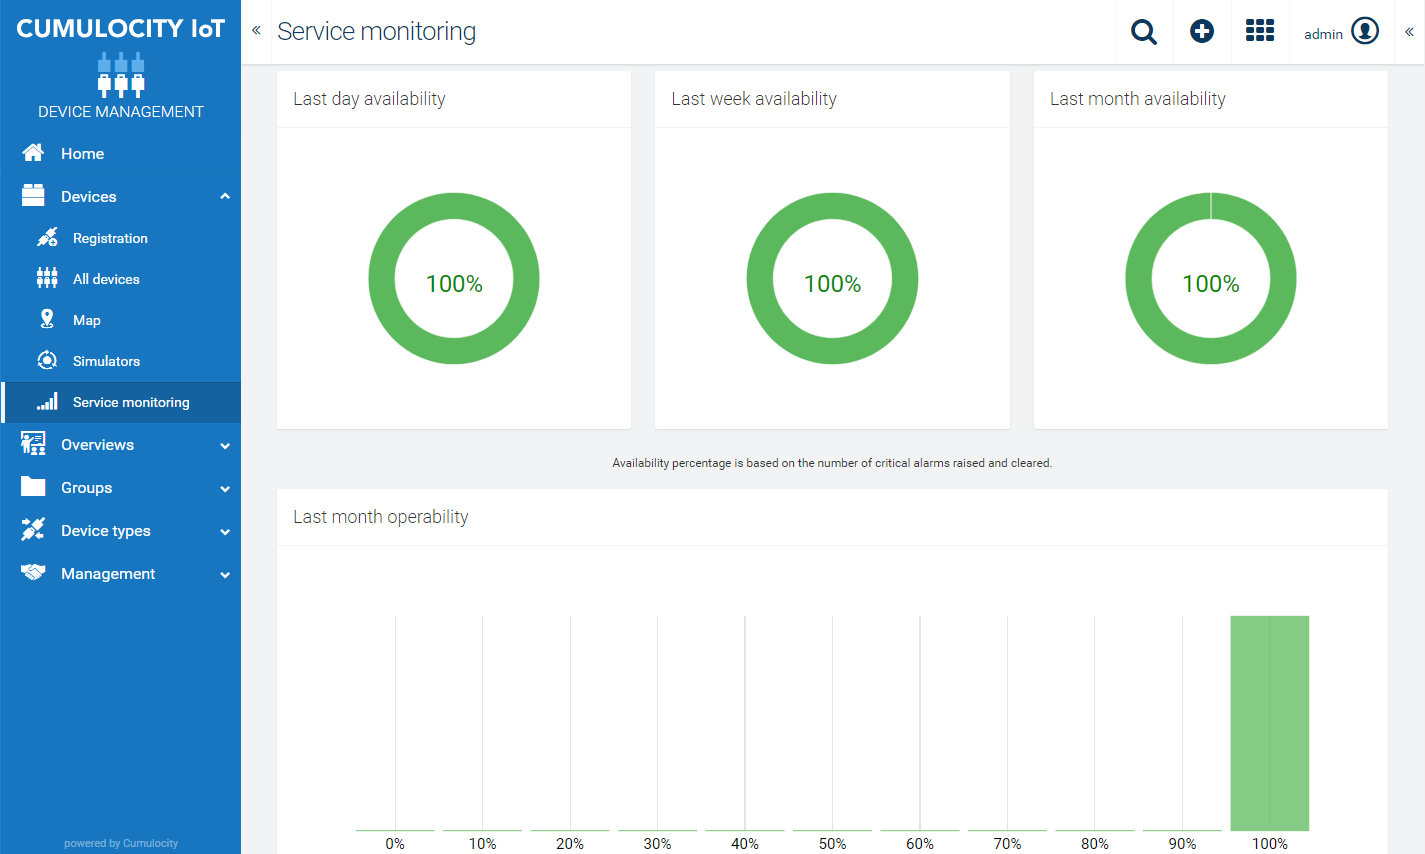 CUMULOCITY IoT
DEVICE MANAGEMENT
Home
Devices
Registration
All devices
Map
Simulators
Service monitoring
Overviews
Groups
Device types
Management
powered by Cumulocity
« Service monitoring
admin «
Last day availability
100%
Last week availability
100%
Last month availability
100%
Availability percentage is based on the number of critical alarms raised and cleared.
Last month operability
0% 10% 20% 30% 40% 50% 60% 70% 80% 90% 100%